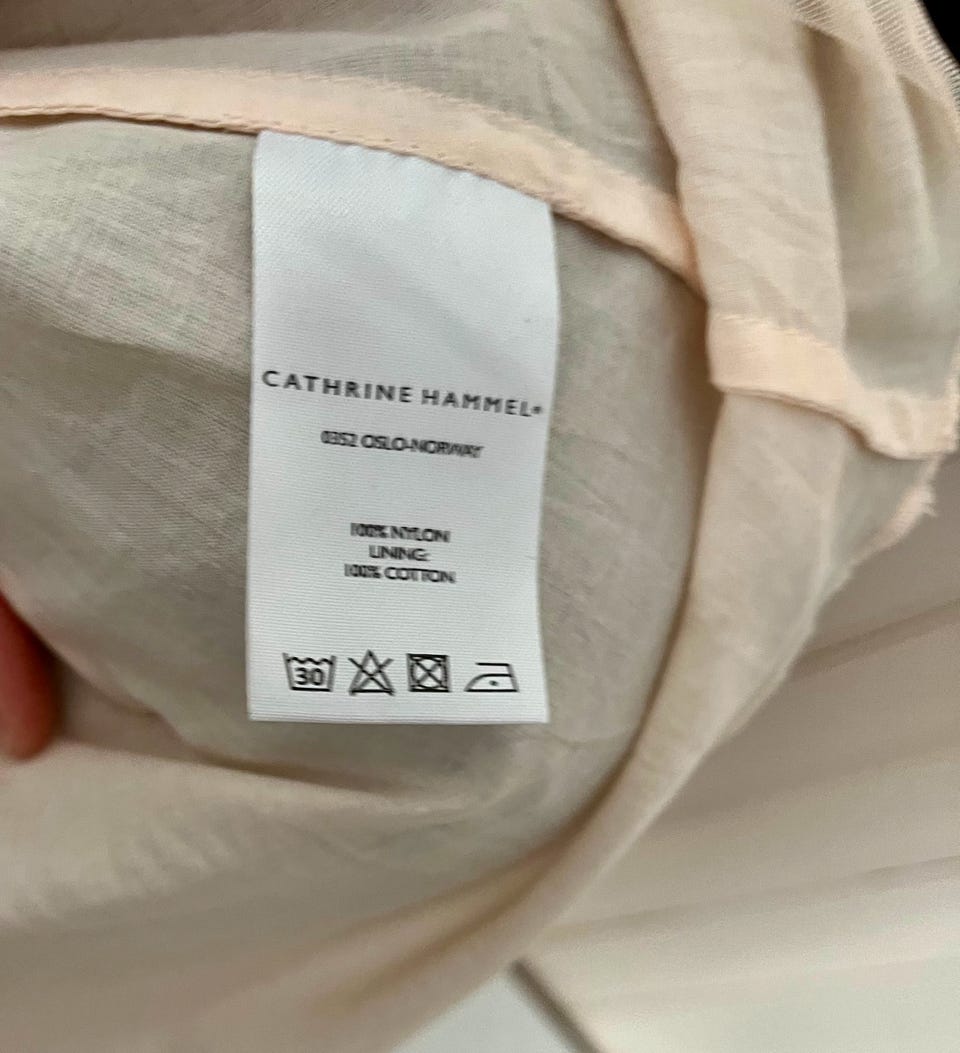 CATHRINE HAMMEL®
0352 OSLO-NORWAY
100% NYLON
LINING:
100% COTTON
30